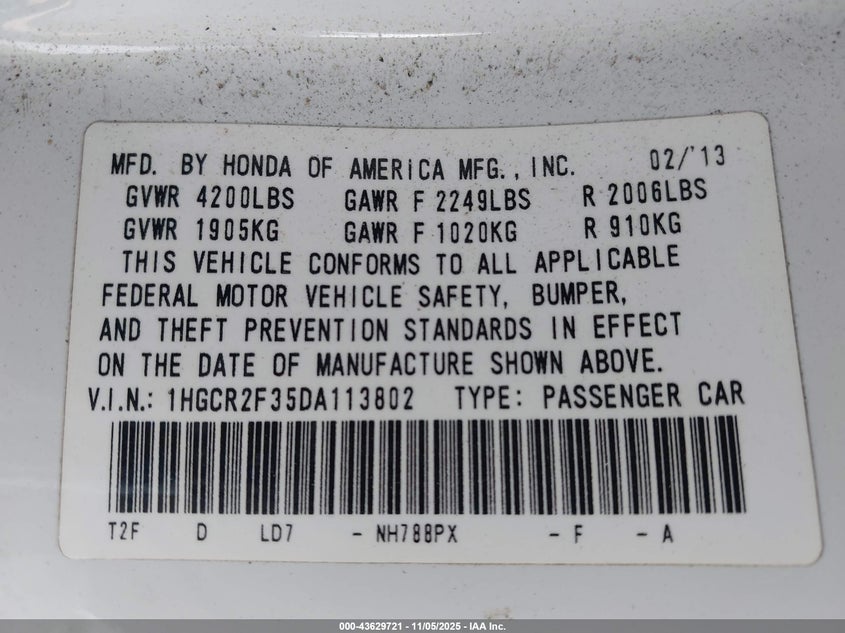 MFD. BY HONDA OF AMERICA MFG., INC. 02/'13
GVWR 4200LBS GAWR F 2249LBS R 2006LBS
GVWR 1905KG GAWR F 1020KG R 910KG
THIS VEHICLE CONFORMS TO ALL APPLICABLE
FEDERAL MOTOR VEHICLE SAFETY, BUMPER,
AND THEFT PREVENTION STANDARDS IN EFFECT
ON THE DATE OF MANUFACTURE SHOWN ABOVE.
V.I.N.: 1HGCR2F35DA113802 TYPE: PASSENGER CAR
T2F D LD7 - NH788PX - F - A
000-43629721 - 11/05/2025 - IAA Inc.